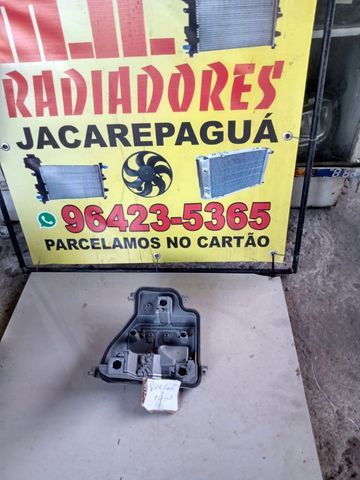 RADIADORES
JACAREPAGUÁ
96423-5365
PARCELAMOS NO CARTÃO